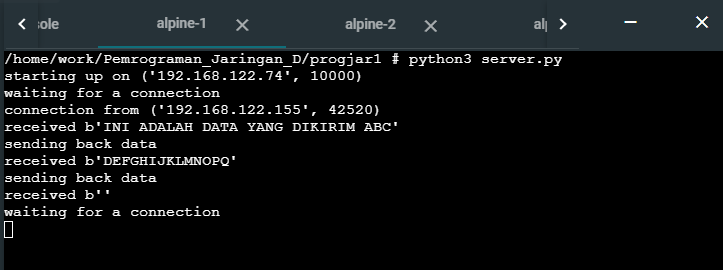 sole
alpine-1
alpine-2
alp
/home/work/Pemrograman_Jaringan_D/progjar1 # python3 server.py
starting up on ('192.168.122.74', 10000)
waiting for a connection
connection from ('192.168.122.155', 42520)
received b'INI ADALAH DATA YANG DIKIRIM ABC'
sending back data
received b'DEFGHIJKLMNOPQ'
sending back data
received b''
waiting for a connection